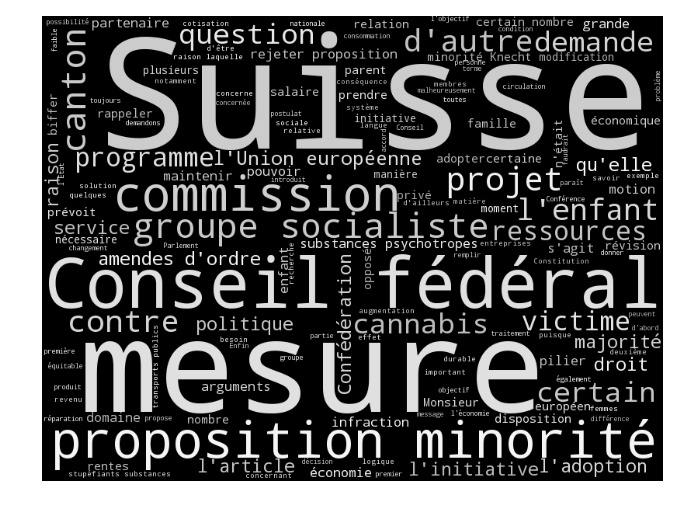 possibilité
partenaire
cotisation
nationale
relation
l'objectif
certain nombre
grande
question
d'être
consommation
condition
d'autre
demande
Suisse
faible
raison laquelle
rejeter proposition
minorité Knecht
modification
plusieurs
parent
personne
terme
notamment
conséquence
malheureusement
membres
problème
canton
concerne
salaire
prendre
toutes
circulation
biffer
toujours
concernée
postulat
système
rappeler
demandons
sociale
initiative
langue
Conseil
famille
économique
relative
accord
raison
l'Etat
programme
l'Union européenne
adopter
certaine
n'était
faudrait
qu'elle
solution
maintenir
pouvoir
manière
projet
paraît
savoir
exemple
quelques
introduit
commission
privé
d'ailleurs
matière
Conférence
motion
prévoit
moment
l'enfant
service
groupe socialiste
ressources
nécessaire
Parlement
substances psychotropes
entreprises
s'agit
révision
changement
amendes d'ordre
enfant
recherche
opposé
remplir
Constitution
donner
Conseil fédéral
Confédération
contre
politique
augmentation
cannabis
victime
peuvent
d'abord
première
transports publics
besoin
Enfin
partie
effet
traitement
puisque
majorité
deuxième
mesure
groupe
équitable
durable
pilier
droit
important
produit
arguments
objectif
également
certain
revenu
Monsieur
européen
femmes
réparation
domaine
propose
nombre
infraction
message
l'économie
disposition
différence
proposition minorité
rentes
l'article
décision
logique
l'initiative
l'adoption
stupéfiants substances
concernant
économie
premier